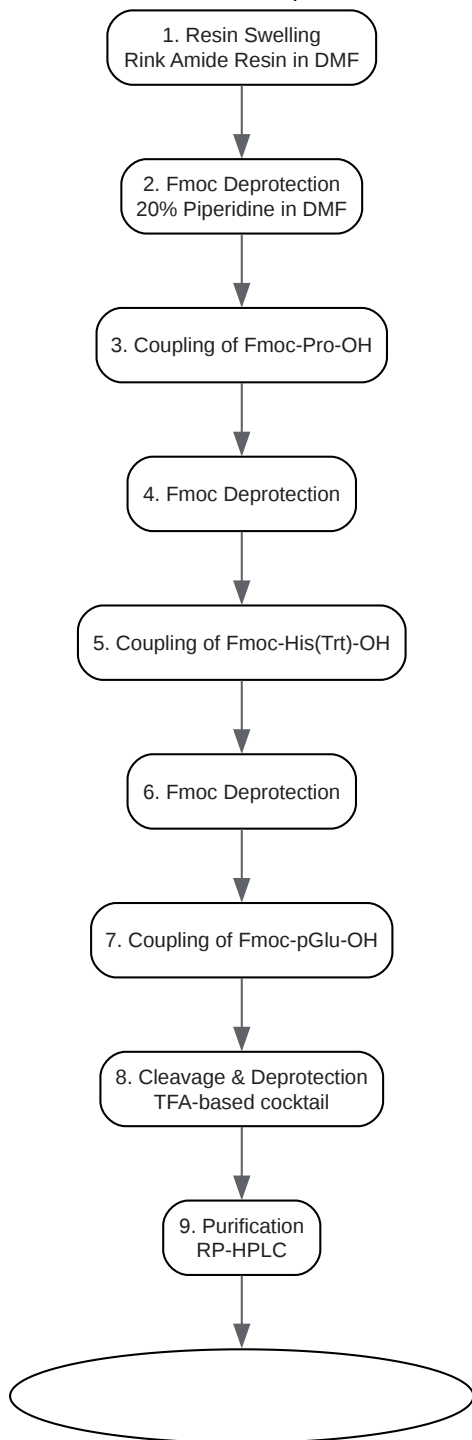 1. Resin Swelling
Rink Amide Resin in DMF
2. Fmoc Deprotection
20% Piperidine in DMF
3. Coupling of Fmoc-Pro-OH
4. Fmoc Deprotection
5. Coupling of Fmoc-His(Trt)-OH
6. Fmoc Deprotection
7. Coupling of Fmoc-pGlu-OH
8. Cleavage & Deprotection
TFA-based cocktail
9. Purification
RP-HPLC